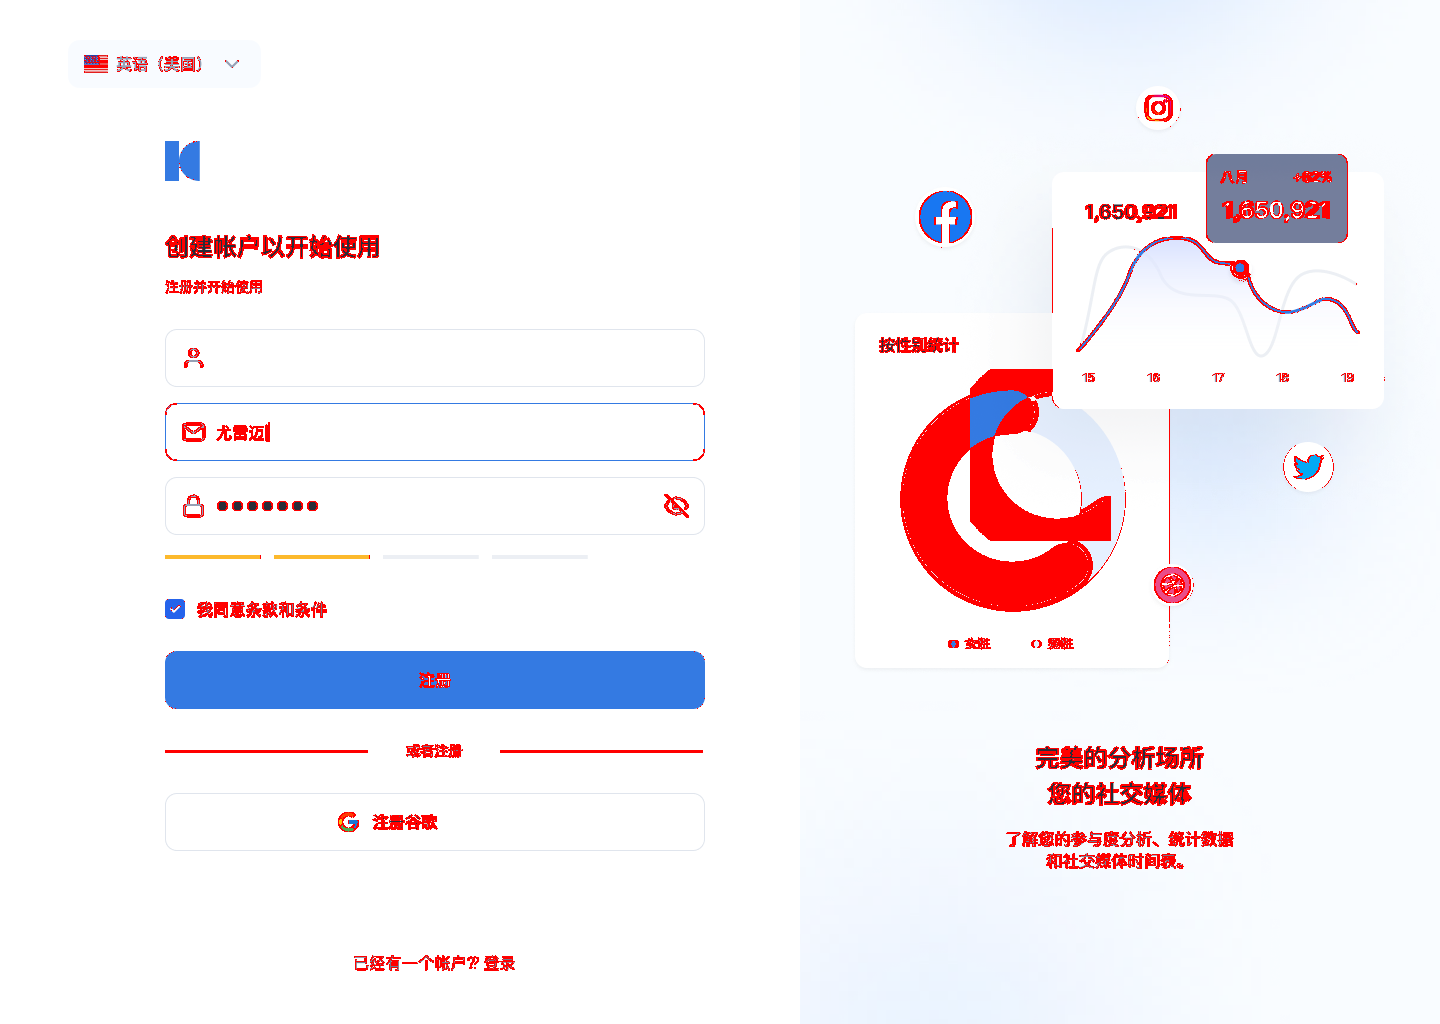 英语（美国）
创建帐户以开始使用
注册并开始使用
尤雷迈
我同意条款和条件
注册
或者注册
注册谷歌
已经有一个帐户？ 登录
1,650,921
八月
1,650,921
15 16 17 18 19
按性别统计
女性 男性
完美的分析场所
您的社交媒体
了解您的参与度分析、统计数据
和社交媒体时间表。